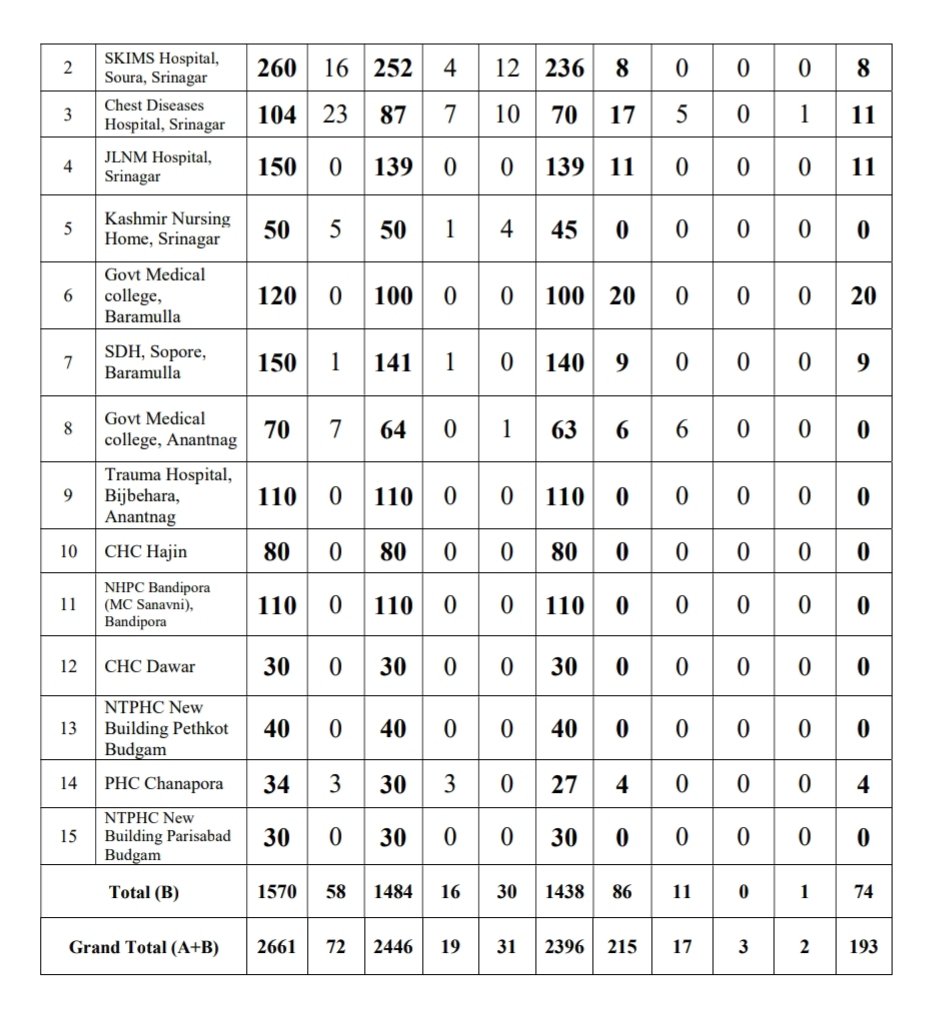 2 SKIMS Hospital, Soura, Srinagar 260 16 252 4 12 236 8 0 0 0 8
3 Chest Diseases Hospital, Srinagar 104 23 87 7 10 70 17 5 0 1 11
4 JLNM Hospital, Srinagar 150 0 139 0 0 139 11 0 0 0 11
5 Kashmir Nursing Home, Srinagar 50 5 50 1 4 45 0 0 0 0 0
6 Govt Medical college, Baramulla 120 0 100 0 0 100 20 0 0 0 20
7 SDH, Sopore, Baramulla 150 1 141 1 0 140 9 0 0 0 9
8 Govt Medical college, Anantnag 70 7 64 0 1 63 6 6 0 0 0
9 Trauma Hospital, Bijbehara, Anantnag 110 0 110 0 0 110 0 0 0 0 0
10 CHC Hajin 80 0 80 0 0 80 0 0 0 0 0
11 NHPC Bandipora (MC Sanavni), Bandipora 110 0 110 0 0 110 0 0 0 0 0
12 CHC Dawar 30 0 30 0 0 30 0 0 0 0 0
13 NTPHC New Building Pethkot Budgam 40 0 40 0 0 40 0 0 0 0 0
14 PHC Chanapora 34 3 30 3 0 27 4 0 0 0 4
15 NTPHC New Building Parisabad Budgam 30 0 30 0 0 30 0 0 0 0 0
Total (B) 1570 58 1484 16 30 1438 86 11 0 1 74
Grand Total (A+B) 2661 72 2446 19 31 2396 215 17 3 2 193